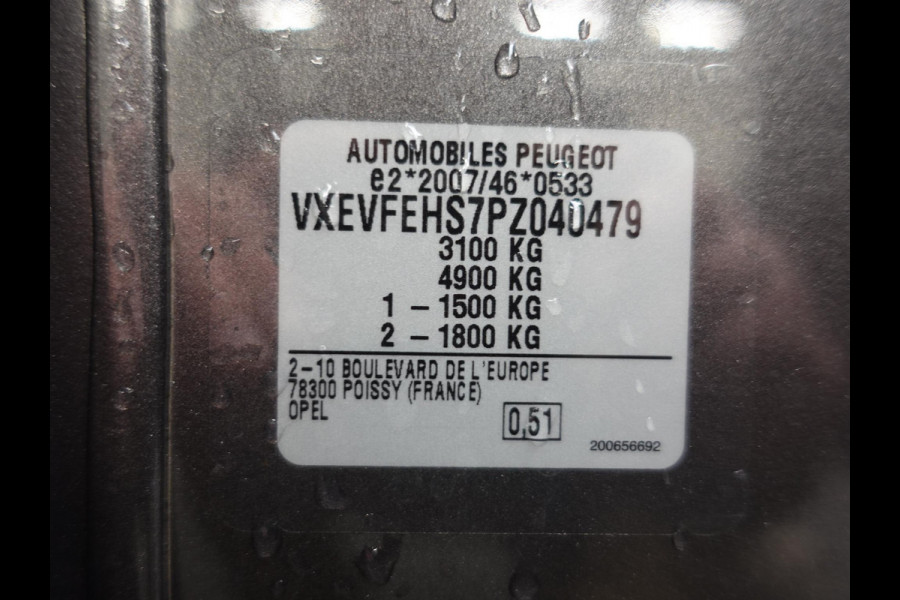 AUTOMOBILES PEUGEOT
e2*2007/46*0533
VXEVFEHS7PZ040479
3100 KG
4900 KG
1 – 1500 KG
2 – 1800 KG
2–10 BOULEVARD DE L'EUROPE
78300 POISSY (FRANCE)
OPEL
0,51
200656692